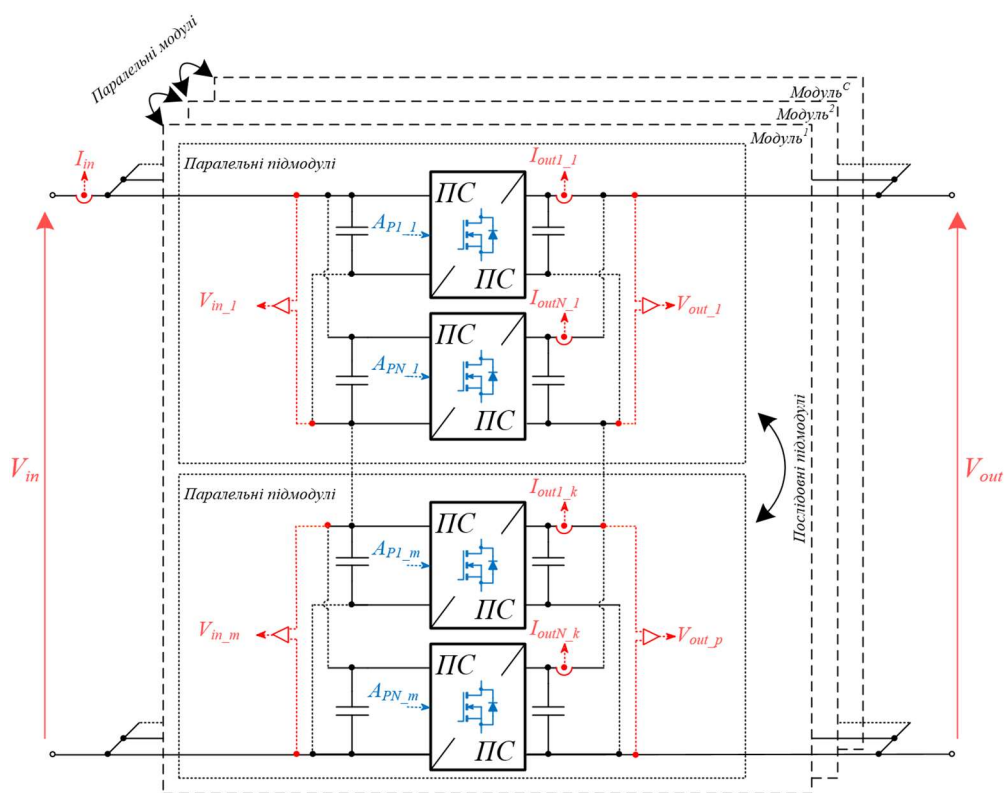 Паралельні модулі
Модуль^C
Модуль^2
Модуль^1
Паралельні підмодулі
I_in
I_out1_1
ПС
A_P1_1
ПС
V_in_1
I_outN_1
V_out_1
ПС
A_PN_1
ПС
V_in
V_out
Послідовні підмодулі
Паралельні підмодулі
I_out1_k
ПС
A_P1_m
ПС
V_in_m
I_outN_k
V_out_p
ПС
A_PN_m
ПС